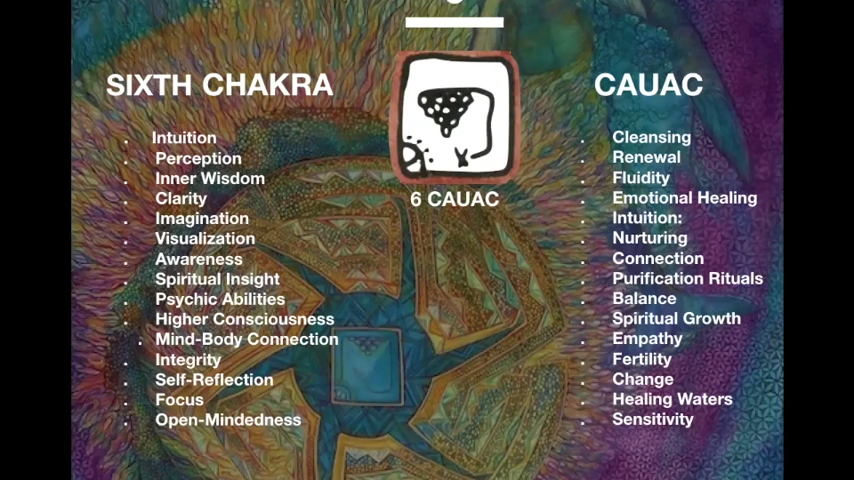 SIXTH CHAKRA
. Intuition
. Perception
. Inner Wisdom
. Clarity
. Imagination
. Visualization
. Awareness
. Spiritual Insight
. Psychic Abilities
. Higher Consciousness
. Mind-Body Connection
. Integrity
. Self-Reflection
. Focus
. Open-Mindedness
6 CAUAC
CAUAC
. Cleansing
. Renewal
. Fluidity
. Emotional Healing
. Intuition:
. Nurturing
. Connection
. Purification Rituals
. Balance
. Spiritual Growth
. Empathy
. Fertility
. Change
. Healing Waters
. Sensitivity